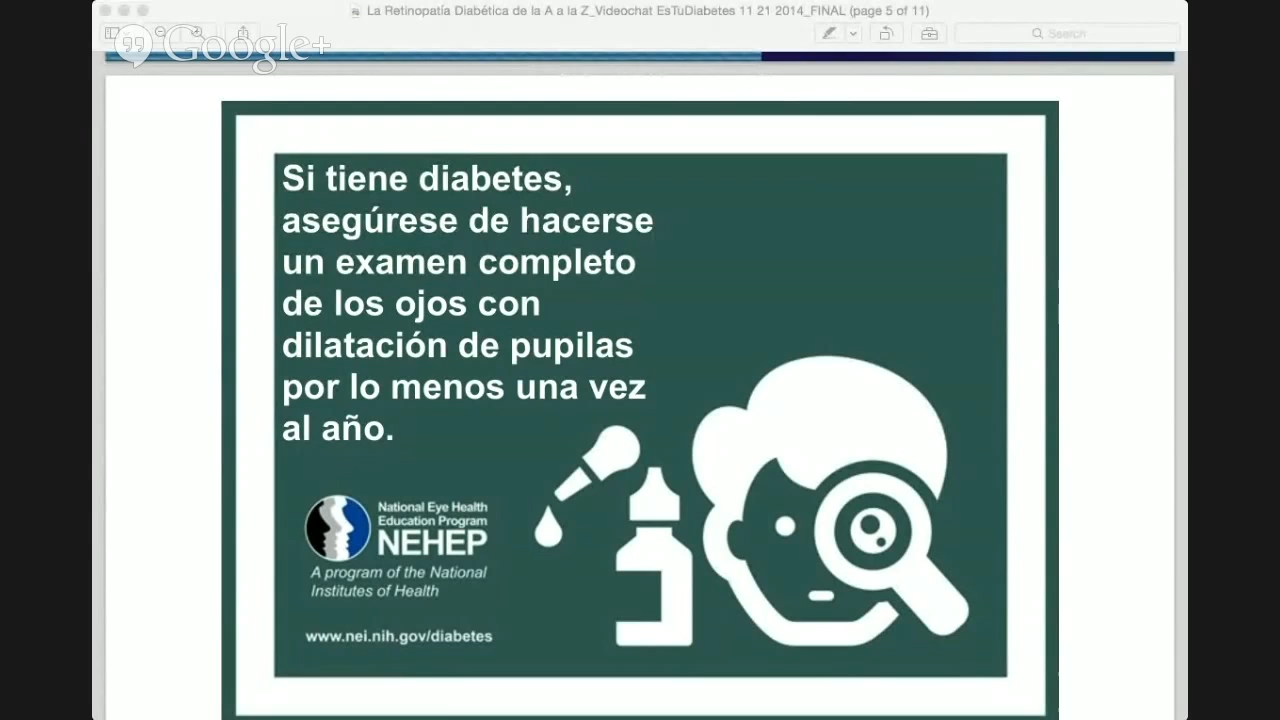 La Retinopatía Diabética de la A a la Z_Videochat EsTuDiabetes 11 21 2014_FINAL (page 5 of 11)
Google+
Search
Si tiene diabetes,
asegúrese de hacerse
un examen completo
de los ojos con
dilatación de pupilas
por lo menos una vez
al año.
National Eye Health
Education Program
NEHEP
A program of the National
Institutes of Health
www.nei.nih.gov/diabetes